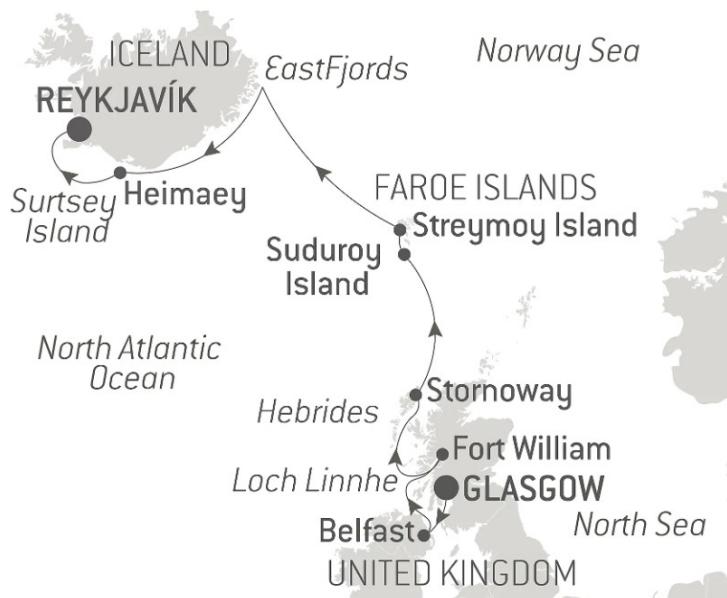 Norway Sea
ICELAND
EastFjords
REYKJAVÍK
FAROE ISLANDS
Heimaey
Surtsey
Island
Streymoy Island
Suduroy
Island
North Atlantic
Ocean
Stornoway
Hebrides
Fort William
Loch Linnhe
GLASGOW
North Sea
Belfast
UNITED KINGDOM